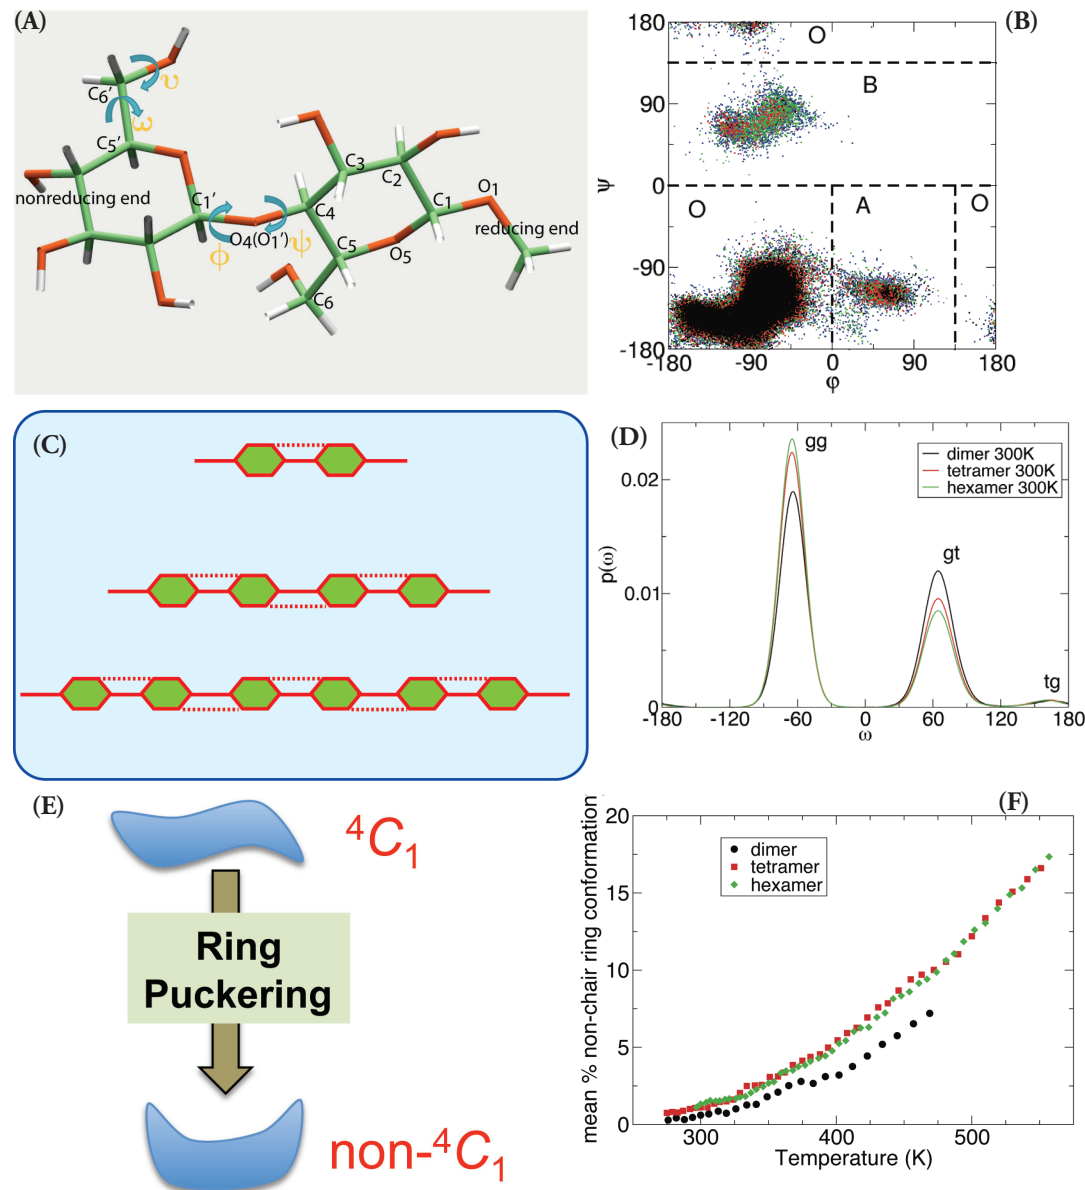 (A)
C6′
υ
ω
C5′
nonreducing end
C1′
ϕ
O4(O1′)
ψ
C4
C3
C2
C1
O1
reducing end
C5
O5
C6
(B)
180
90
0
-90
-180
ψ
O
B
O
A
O
-180
-90
0
90
180
φ
(C)
(D)
gg
gt
tg
dimer 300K
tetramer 300K
hexamer 300K
0.02
0.01
0
p(ω)
-180
-120
-60
0
60
120
180
ω
(E)
⁴C₁
Ring
Puckering
non-⁴C₁
(F)
dimer
tetramer
hexamer
20
15
10
5
0
mean % non-chair ring conformation
300
400
500
Temperature (K)